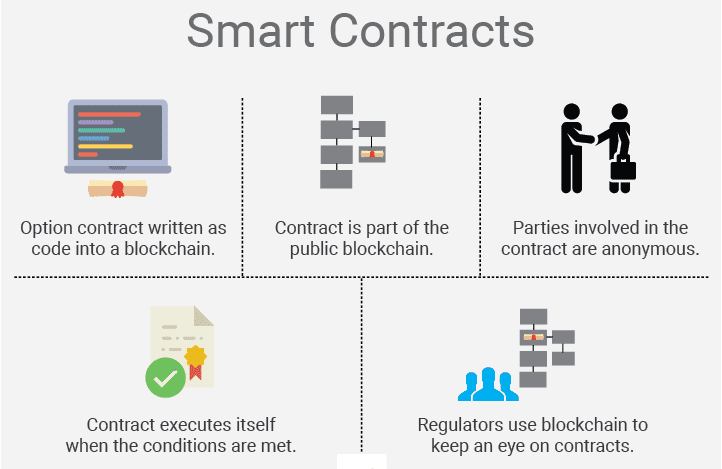 Smart Contracts
Option contract written as
code into a blockchain.
Contract is part of the
public blockchain.
Parties involved in the
contract are anonymous.
Contract executes itself
when the conditions are met.
Regulators use blockchain to
keep an eye on contracts.